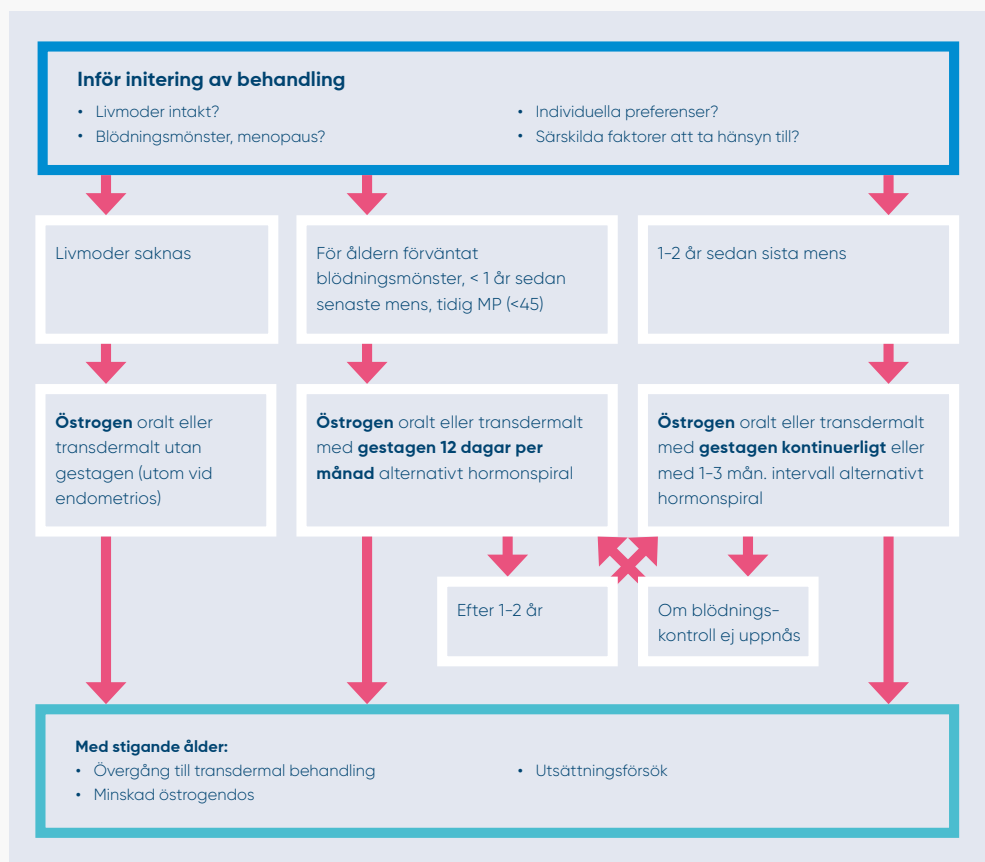 Inför initering av behandling
• Livmoder intakt?
• Blödningsmönster, menopaus?
• Individuella preferenser?
• Särskilda faktorer att ta hänsyn till?
Livmoder saknas
För åldern förväntat
blödningsmönster, < 1 år sedan
senaste mens, tidig MP (<45)
1-2 år sedan sista mens
Östrogen oralt eller
transdermalt utan
gestagen (utom vid
endometrios)
Östrogen oralt eller transdermalt
med gestagen 12 dagar per
månad alternativt hormonspiral
Östrogen oralt eller transdermalt
med gestagen kontinuerligt eller
med 1-3 mån. intervall alternativt
hormonspiral
Efter 1-2 år
Om blödnings-
kontroll ej uppnås
Med stigande ålder:
• Övergång till transdermal behandling
• Minskad östrogendos
• Utsättningsförsök